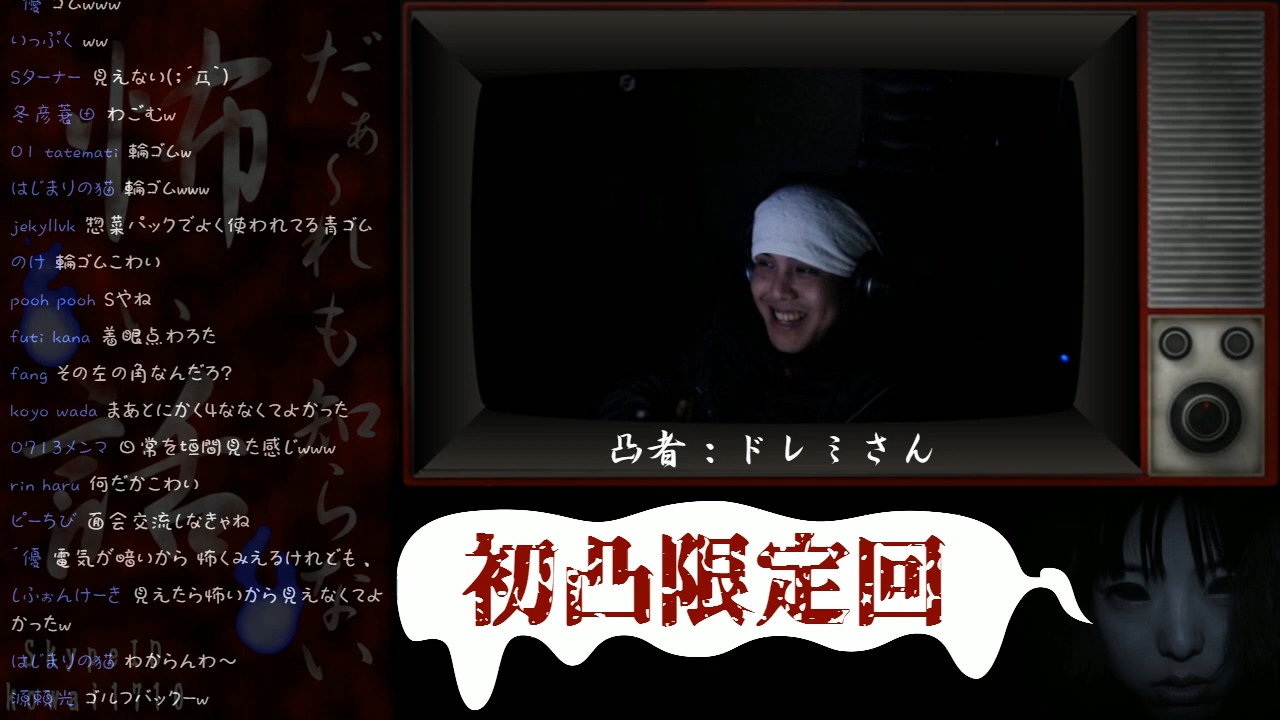 ゛優 ゴムwww
いっぷく ww
Sターナー 見えない(;´Д`)
冬彦蓑田 わごむw
01 tatemati 輪ゴムw
はじまりの猫 輪ゴムwww
jekyllvk 惣菜パックでよく使われてる青ゴム
のけ 輪ゴムこわい
pooh pooh Sやね
futi kana 着眼点わろた
fang その左の角なんだろ?
koyo wada まあとにかく4ななくてよかった
0713メンマ 日常を垣間見た感じwww
rin haru 何だかこわい
ピーちび 面会交流しなきゃね
゛優 電気が暗いから 怖くみえるけれども .
しふぉんけーき 見えたら怖いから見えなくてよ
かったw
はじまりの猫 わからんわ〜
源頼光 ゴルフバックーw
だぁ〜れも知らない
怖い話
SkypeID
kowai1710
凸者：ドレミさん
初凸限定回